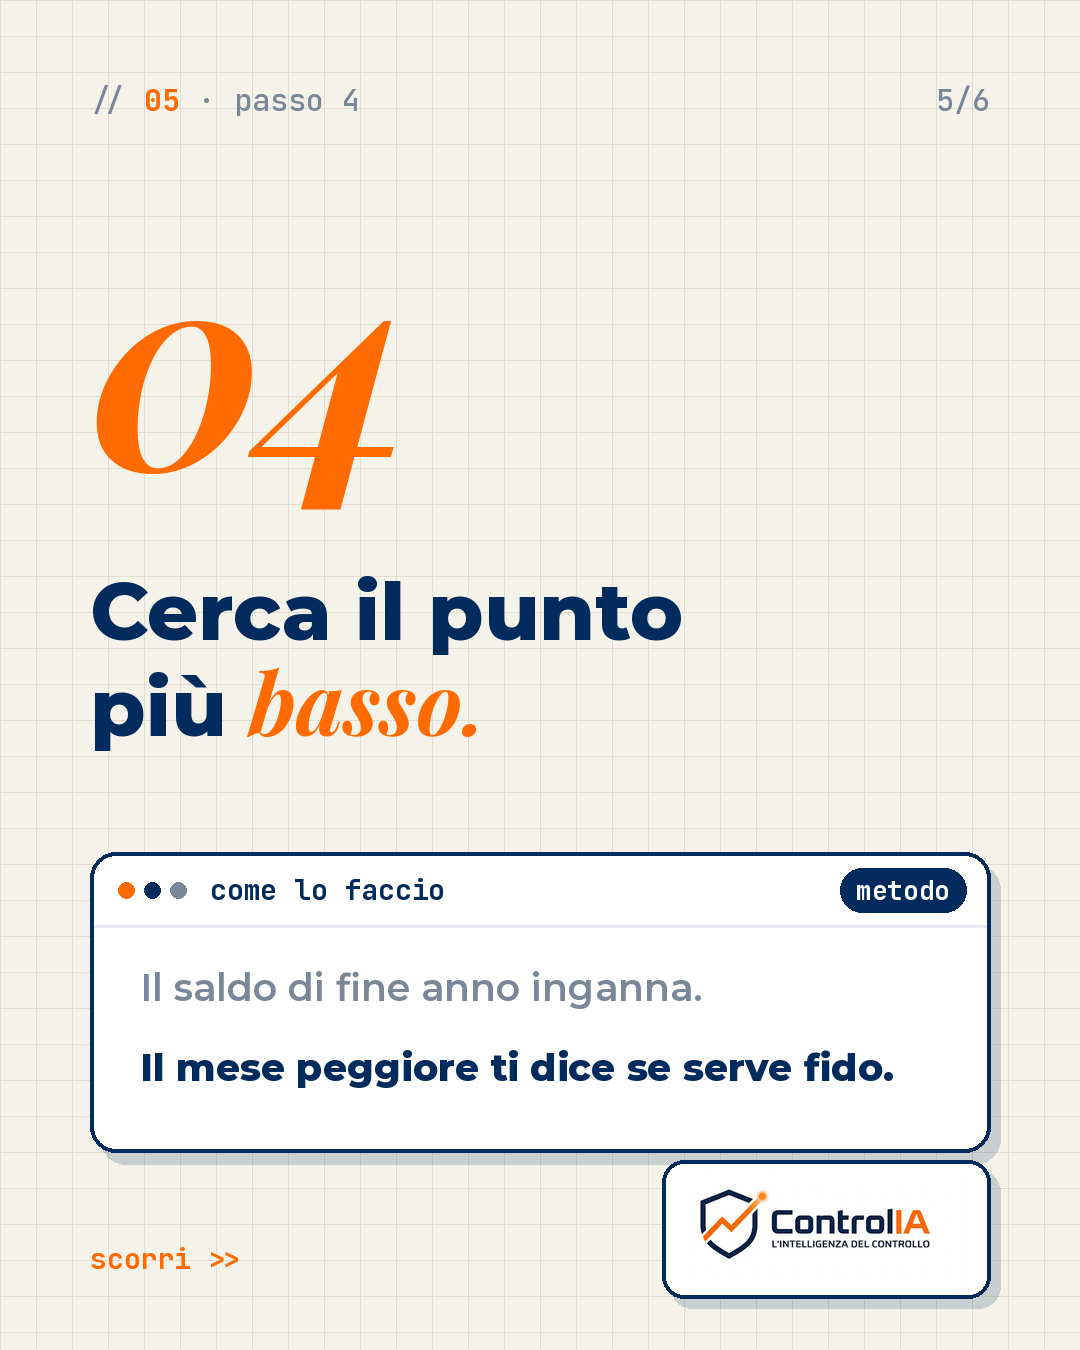 // 05 · passo 4
5/6
04
Cerca il punto
più basso.
come lo faccio
metodo
Il saldo di fine anno inganna.
Il mese peggiore ti dice se serve fido.
ControllA
L'INTELLIGENZA DEL CONTROLLO
scorri >>